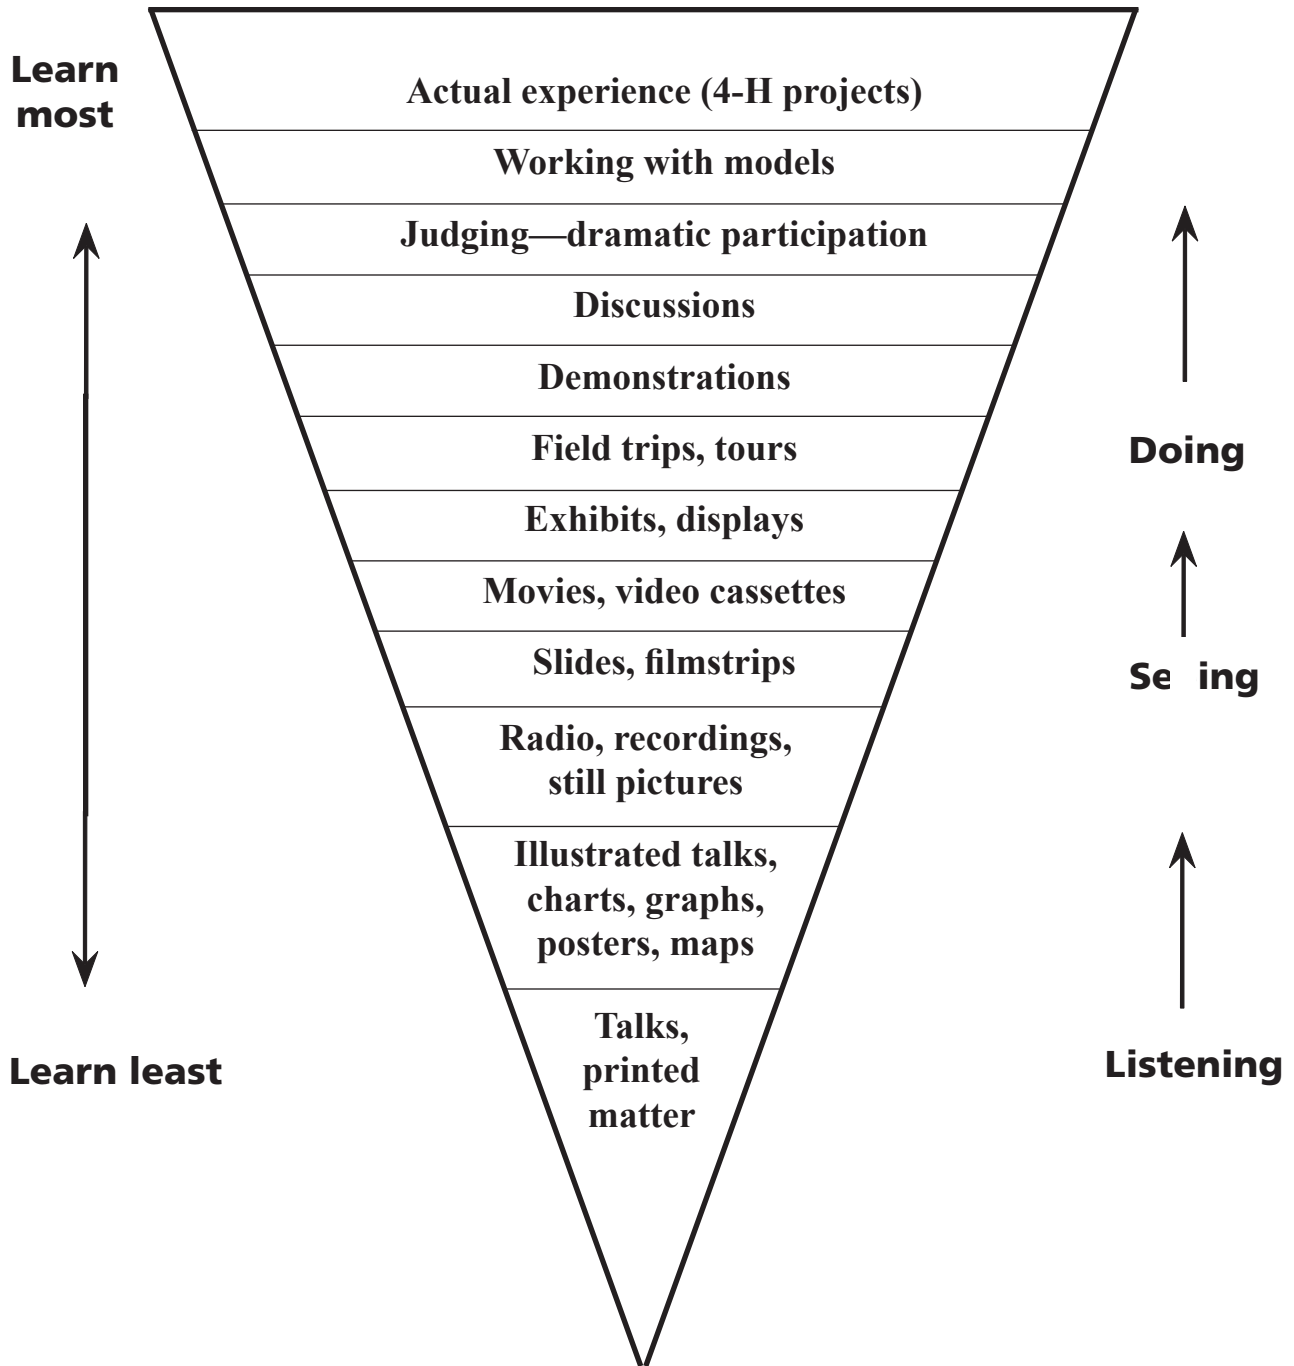 Learn
most
Actual experience (4-H projects)
Working with models
Judging—dramatic participation
Discussions
Demonstrations
Field trips, tours
Doing
Exhibits, displays
Movies, video cassettes
Slides, filmstrips
Se ing
Radio, recordings,
still pictures
Illustrated talks,
charts, graphs,
posters, maps
Talks,
printed
matter
Learn least
Listening